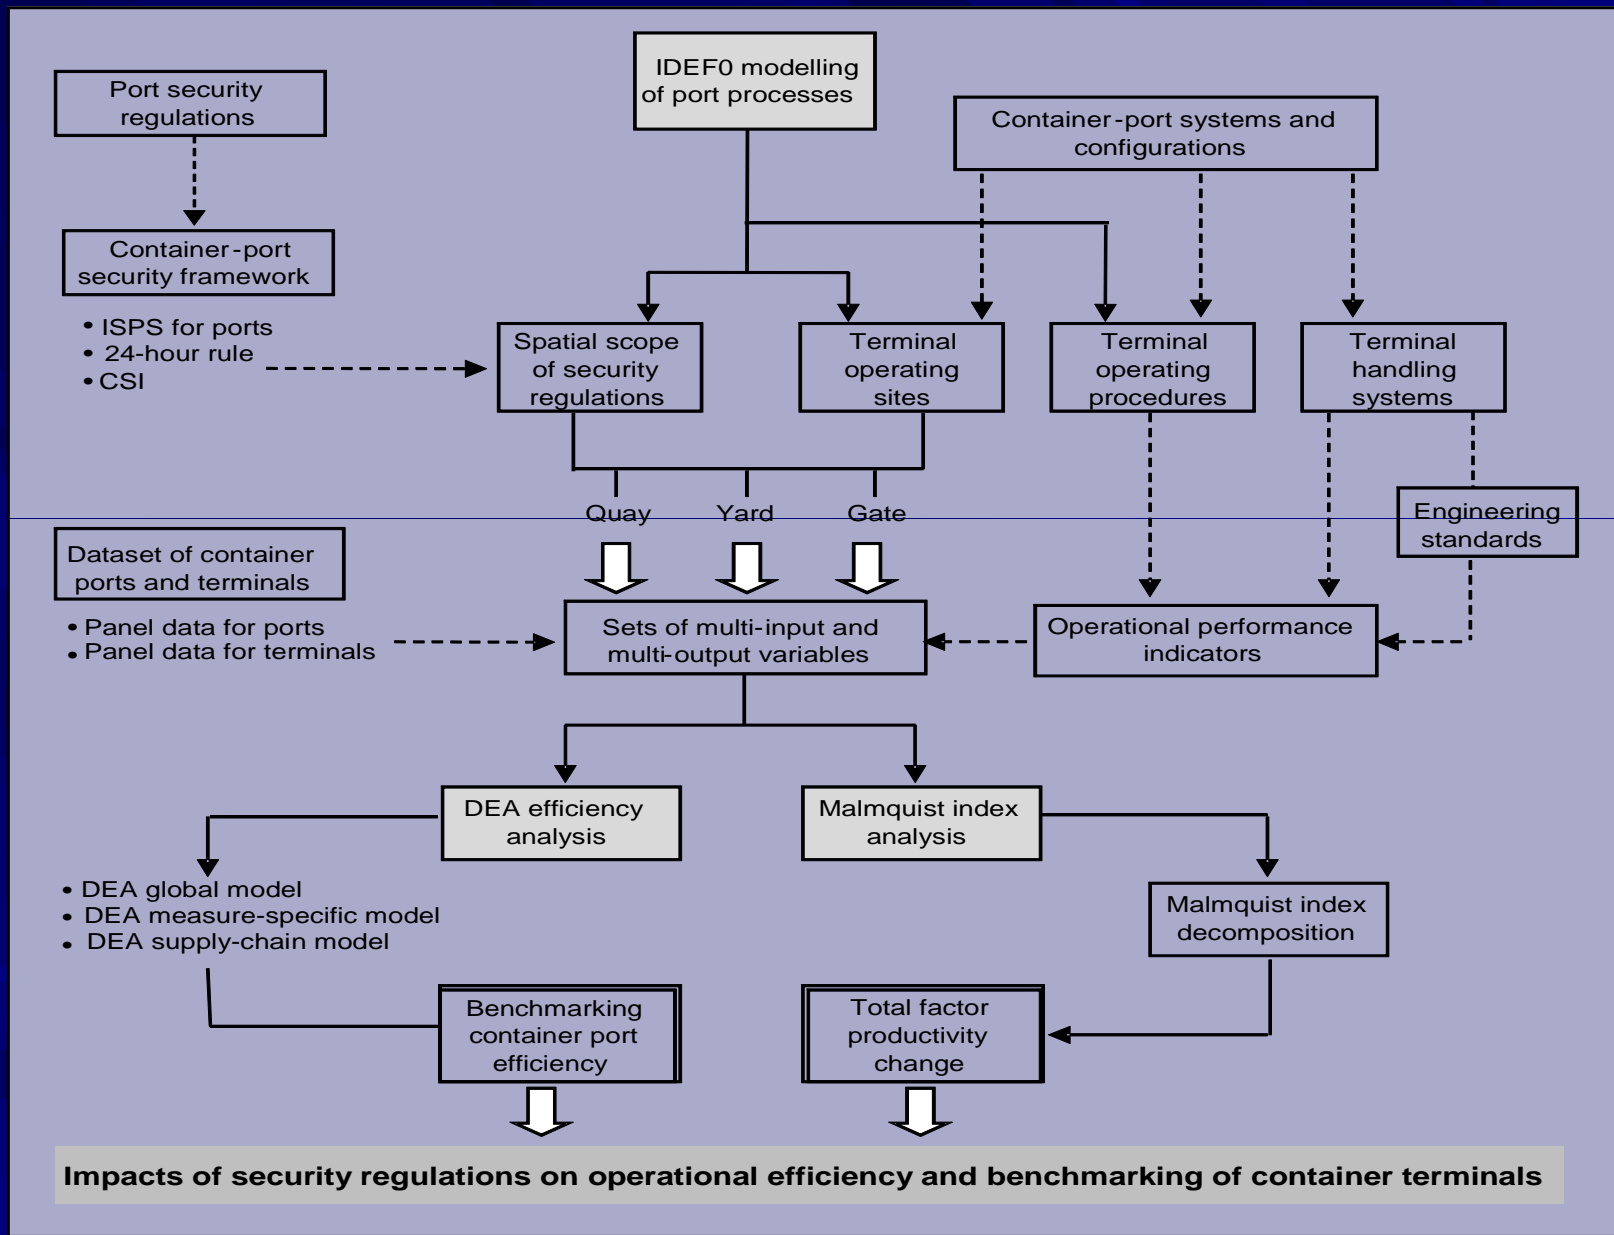 IDEF0 modelling
of port processes
Port security
regulations
Container-port systems and
configurations
Container-port
security framework
• ISPS for ports
• 24-hour rule
• CSI
Spatial scope
of security
regulations
Terminal
operating
sites
Terminal
operating
procedures
Terminal
handling
systems
Quay
Yard
Gate
Engineering
standards
Dataset of container
ports and terminals
• Panel data for ports
• Panel data for terminals
Sets of multi-input and
multi-output variables
Operational performance
indicators
DEA efficiency
analysis
Malmquist index
analysis
• DEA global model
• DEA measure-specific model
• DEA supply-chain model
Malmquist index
decomposition
Benchmarking
container port
efficiency
Total factor
productivity
change
Impacts of security regulations on operational efficiency and benchmarking of container terminals